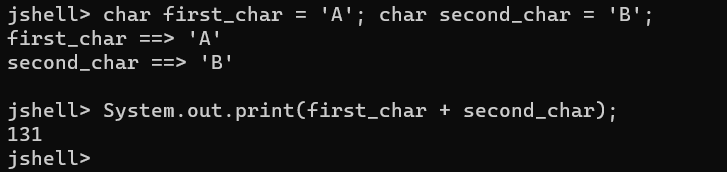 jshell> char first_char = 'A'; char second_char = 'B';
first_char ==> 'A'
second_char ==> 'B'
jshell> System.out.print(first_char + second_char);
131
jshell>